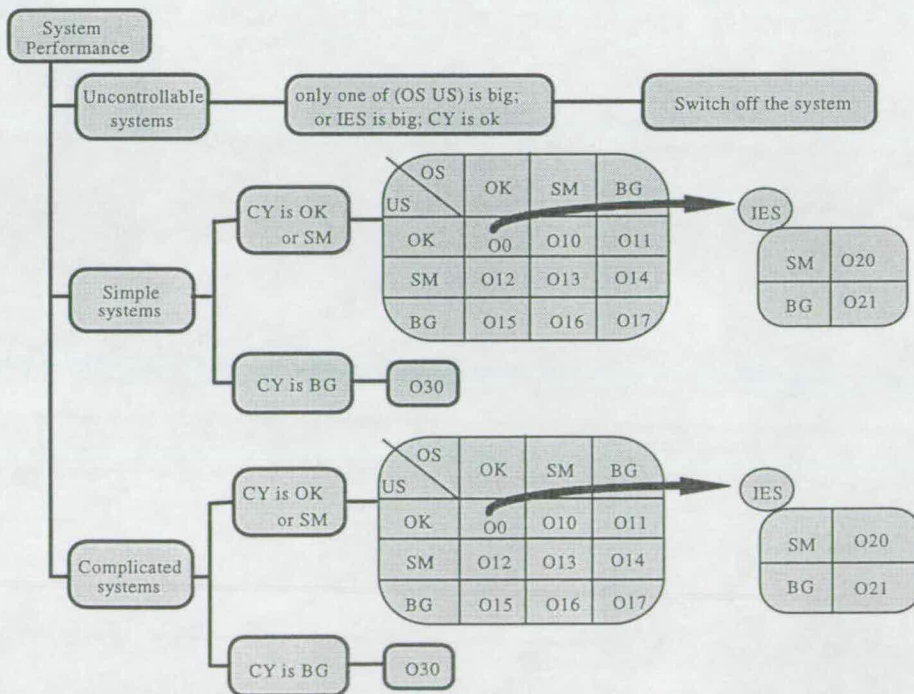 System
Performance
Uncontrollable
systems
only one of (OS US) is big;
or IES is big; CY is ok
Switch off the system
Simple
systems
CY is OK
or SM
OS
US
OK SM BG
OK O0 O10 O11
SM O12 O13 O14
BG O15 O16 O17
IES
SM O20
BG O21
CY is BG
O30
Complicated
systems
CY is OK
or SM
OS
US
OK SM BG
OK O0 O10 O11
SM O12 O13 O14
BG O15 O16 O17
IES
SM O20
BG O21
CY is BG
O30